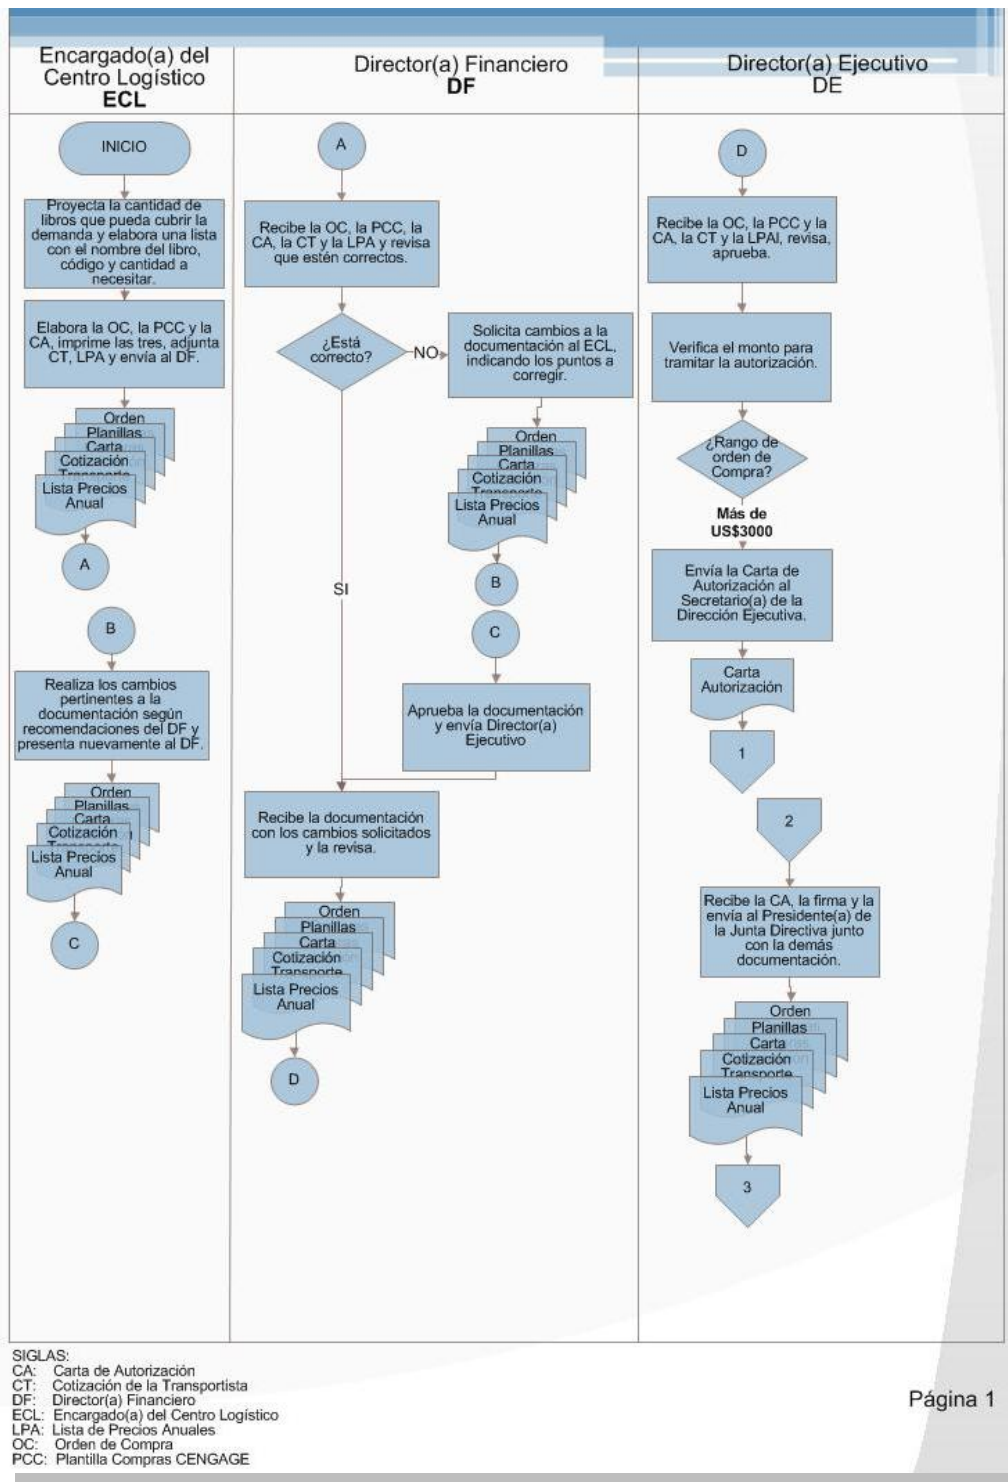 Encargado(a) del
Centro Logístico
ECL
Director(a) Financiero
DF
Director(a) Ejecutivo
DE
INICIO
Proyecta la cantidad de
libros que pueda cubrir la
demanda y elabora una lista
con el nombre del libro,
código y cantidad a
necesitar.
Elabora la OC, la PCC y la
CA, imprime las tres, adjunta
CT, LPA y envía al DF.
Orden
Planillas
Carta
Cotización
Transporte
Lista Precios
Anual
A
B
Realiza los cambios
pertinentes a la
documentación según
recomendaciones del DF y
presenta nuevamente al DF.
Orden
Planillas
Carta
Cotización
Transporte
Lista Precios
Anual
C
A
Recibe la OC, la PCC, la
CA, la CT y la LPA y revisa
que estén correctos.
¿Está
correcto?
NO
Solicita cambios a la
documentación al ECL,
indicando los puntos a
corregir.
Orden
Planillas
Carta
Cotización
Transporte
Lista Precios
Anual
B
SI
C
Aprueba la documentación
y envía Director(a)
Ejecutivo
Recibe la documentación
con los cambios solicitados
y la revisa.
Orden
Planillas
Carta
Cotización
Transporte
Lista Precios
Anual
D
D
Recibe la OC, la PCC y la
CA, la CT y la LPAI, revisa,
aprueba.
Verifica el monto para
tramitar la autorización.
¿Rango de
orden de
Compra?
Más de
US$3000
Envía la Carta de
Autorización al
Secretario(a) de la
Dirección Ejecutiva.
Carta
Autorización
1
2
Recibe la CA, la firma y la
envía al Presidente(a) de
la Junta Directiva junto
con la demás
documentación.
Orden
Planillas
Carta
Cotización
Transporte
Lista Precios
Anual
3
SIGLAS:
CA: Carta de Autorización
CT: Cotización de la Transportista
DF: Director(a) Financiero
ECL: Encargado(a) del Centro Logístico
LPA: Lista de Precios Anuales
OC: Orden de Compra
PCC: Plantilla Compras CENGAGE
Página 1